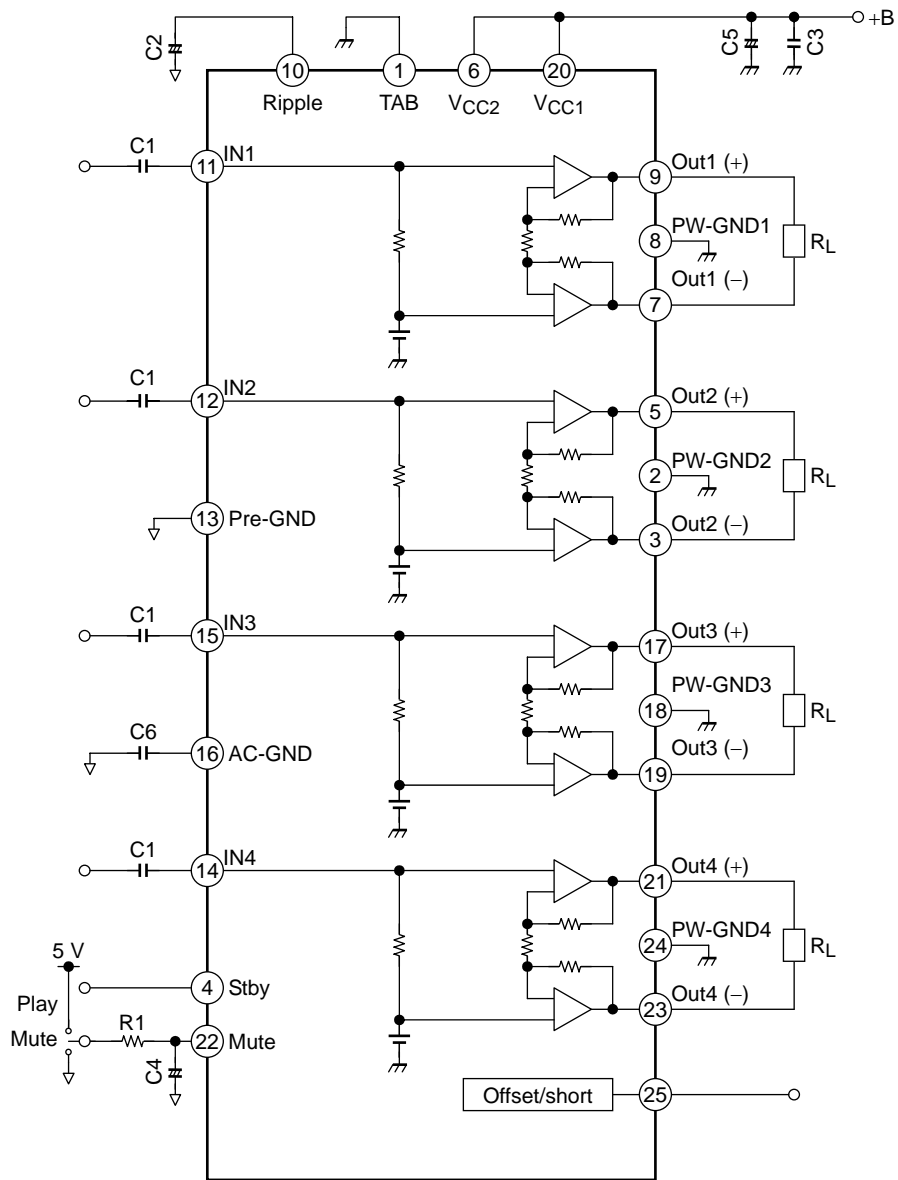 +B
C2
C5
C3
10
1
6
20
Ripple
TAB
VCC2
VCC1
C1
11
IN1
9
Out1 (+)
8
PW-GND1
RL
7
Out1 (−)
C1
12
IN2
5
Out2 (+)
2
PW-GND2
RL
13
Pre-GND
3
Out2 (−)
C1
15
IN3
17
Out3 (+)
18
PW-GND3
RL
C6
16
AC-GND
19
Out3 (−)
C1
14
IN4
21
Out4 (+)
24
PW-GND4
RL
5 V
Play
4
Stby
23
Out4 (−)
Mute
R1
C4
22
Mute
Offset/short
25